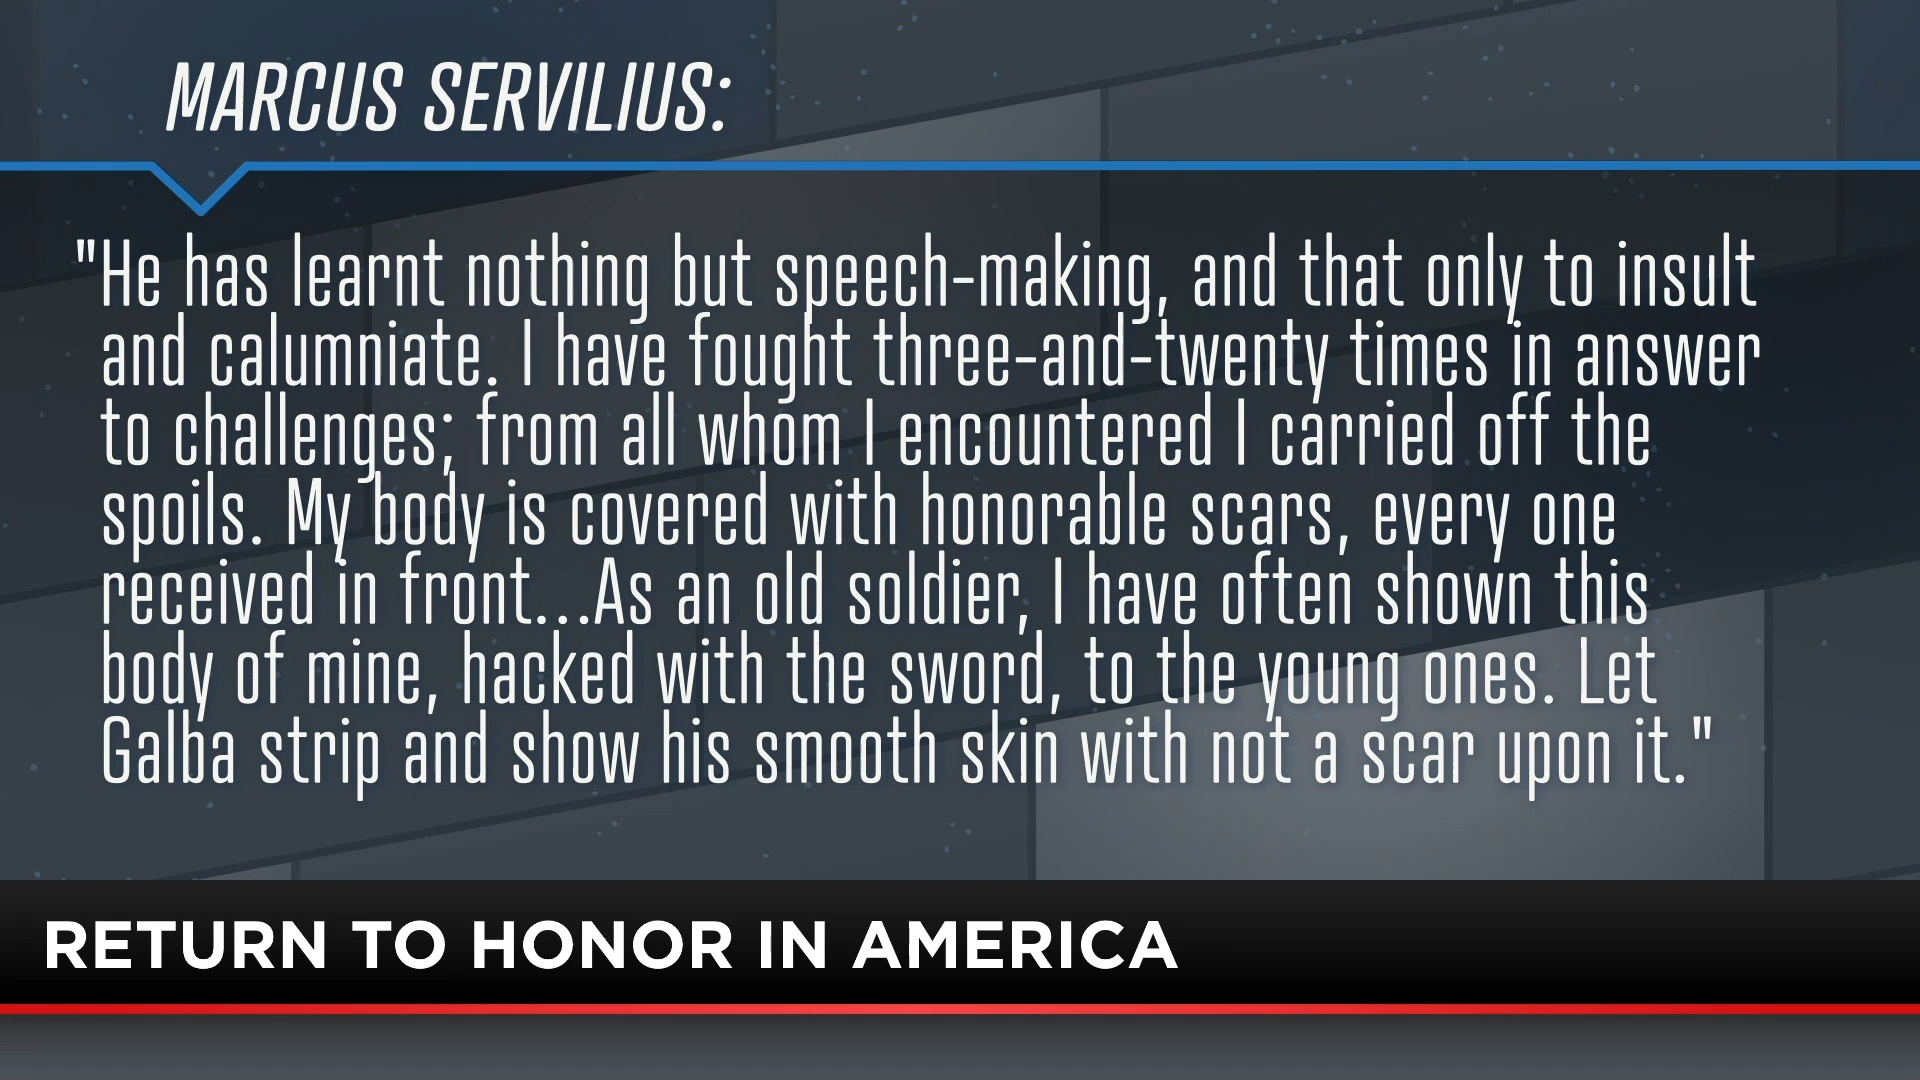 MARCUS SERVILIUS:
"He has learnt nothing but speech-making, and that only to insult
and calumniate. I have fought three-and-twenty times in answer
to challenges; from all whom I encountered I carried off the
spoils. My body is covered with honorable scars, every one
received in front...As an old soldier, I have often shown this
body of mine, hacked with the sword, to the young ones. Let
Galba strip and show his smooth skin with not a scar upon it."
RETURN TO HONOR IN AMERICA